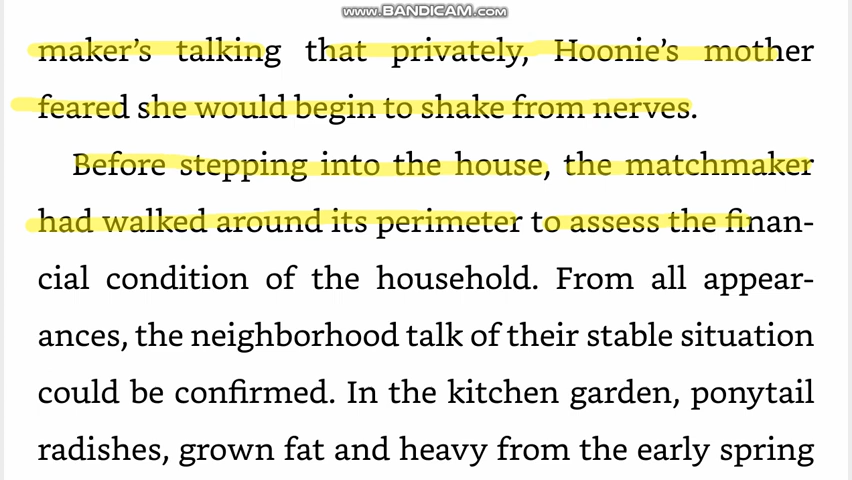 www.BANDICAM.com
maker’s talking that privately, Hoonie’s mother
feared she would begin to shake from nerves.
Before stepping into the house, the matchmaker
had walked around its perimeter to assess the finan-
cial condition of the household. From all appear-
ances, the neighborhood talk of their stable situation
could be confirmed. In the kitchen garden, ponytail
radishes, grown fat and heavy from the early spring